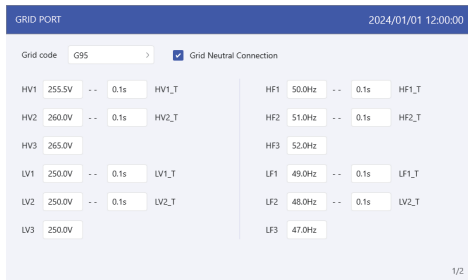 GRID PORT 2024/01/01 12:00:00
Grid code G95 > Grid Neutral Connection
HV1 255.5V -- 0.1s HV1_T HF1 50.0Hz -- 0.1s HF1_T
HV2 260.0V -- 0.1s HV2_T HF2 51.0Hz -- 0.1s HF2_T
HV3 265.0V HF3 52.0Hz
LV1 250.0V -- 0.1s LV1_T LF1 49.0Hz -- 0.1s LF1_T
LV2 250.0V -- 0.1s LV2_T LF2 48.0Hz -- 0.1s LV2_T
LV3 250.0V LF3 47.0Hz
1/2